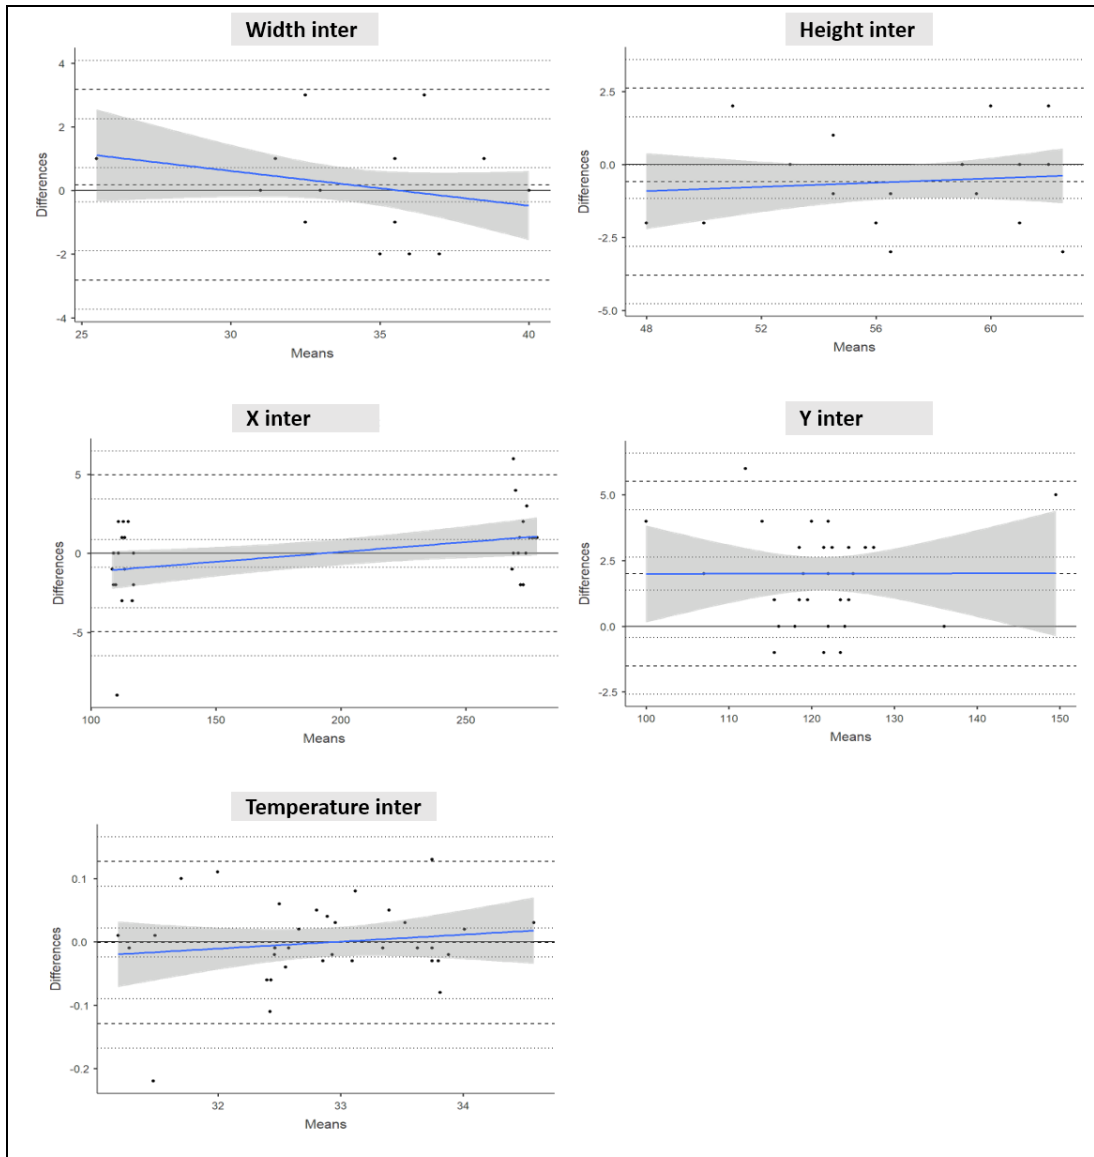 Width inter
4
2
0
-2
-4
Differences
25
30
35
40
Means
Height inter
2.5
0.0
-2.5
-5.0
Differences
48
52
56
60
Means
X inter
5
0
-5
Differences
100
150
200
250
Means
Y inter
5.0
2.5
0.0
-2.5
Differences
100
110
120
130
140
150
Means
Temperature inter
0.1
0.0
-0.1
-0.2
Differences
32
33
34
Means